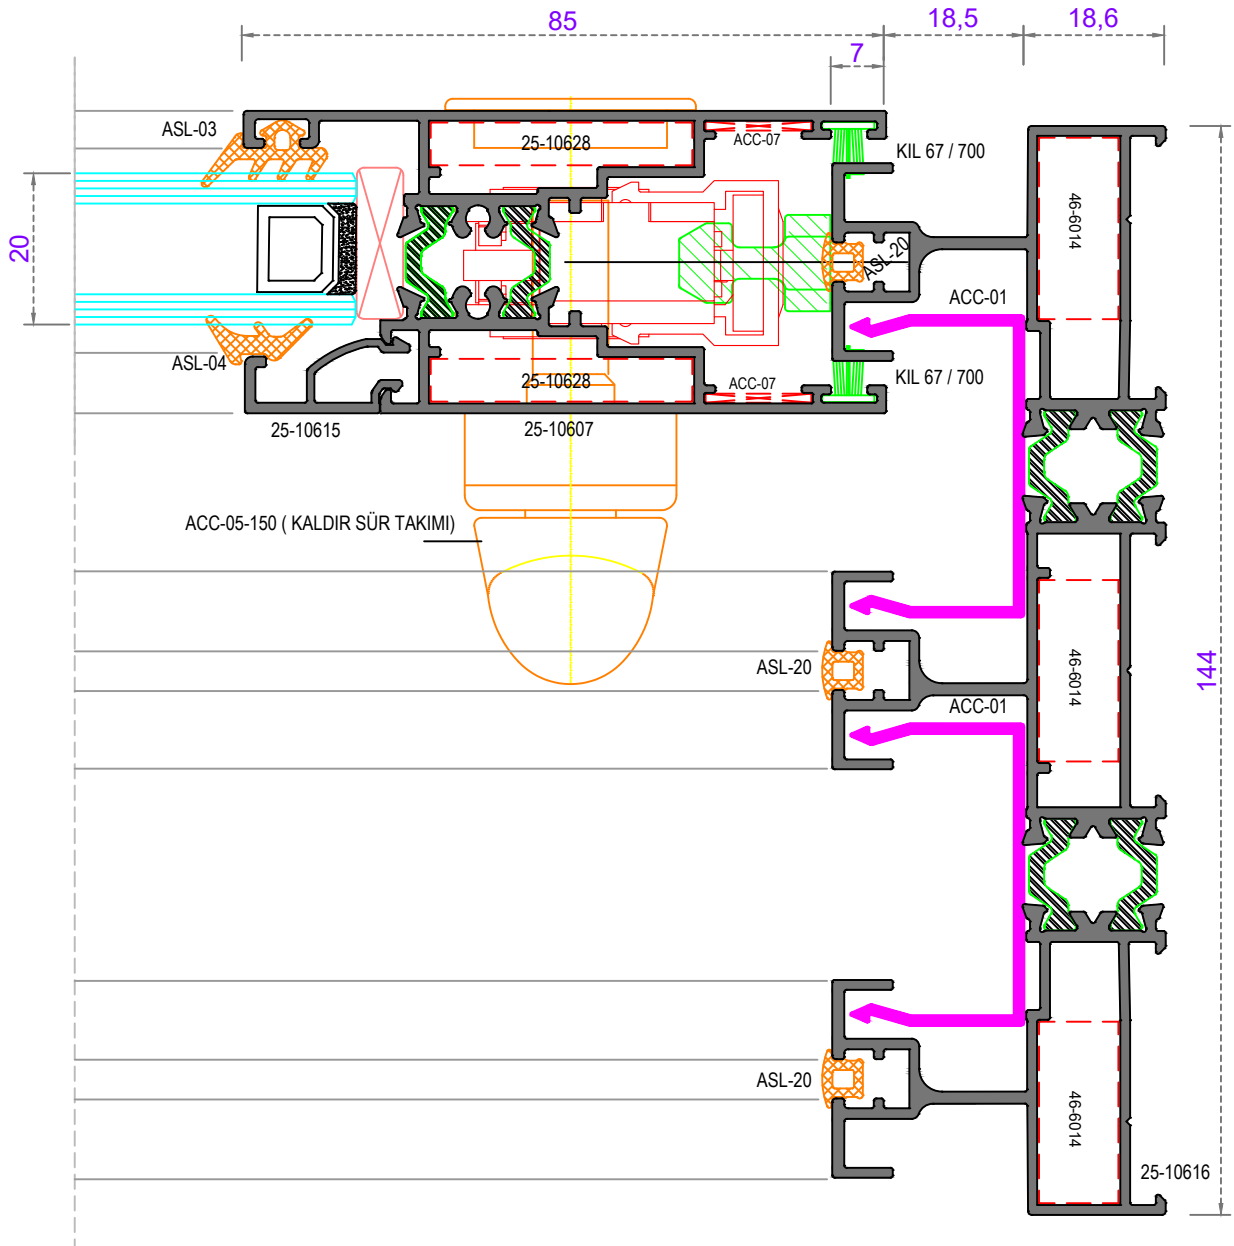 85
18,5
18,6
7
ASL-03
25-10628
ACC-07
KIL 67 / 700
46-6014
20
ASL-20
ACC-01
ASL-04
25-10628
ACC-07
KIL 67 / 700
25-10615
25-10607
ACC-05-150 ( KALDIR SÜR TAKIMI)
ASL-20
46-6014
144
ACC-01
ASL-20
46-6014
25-10616